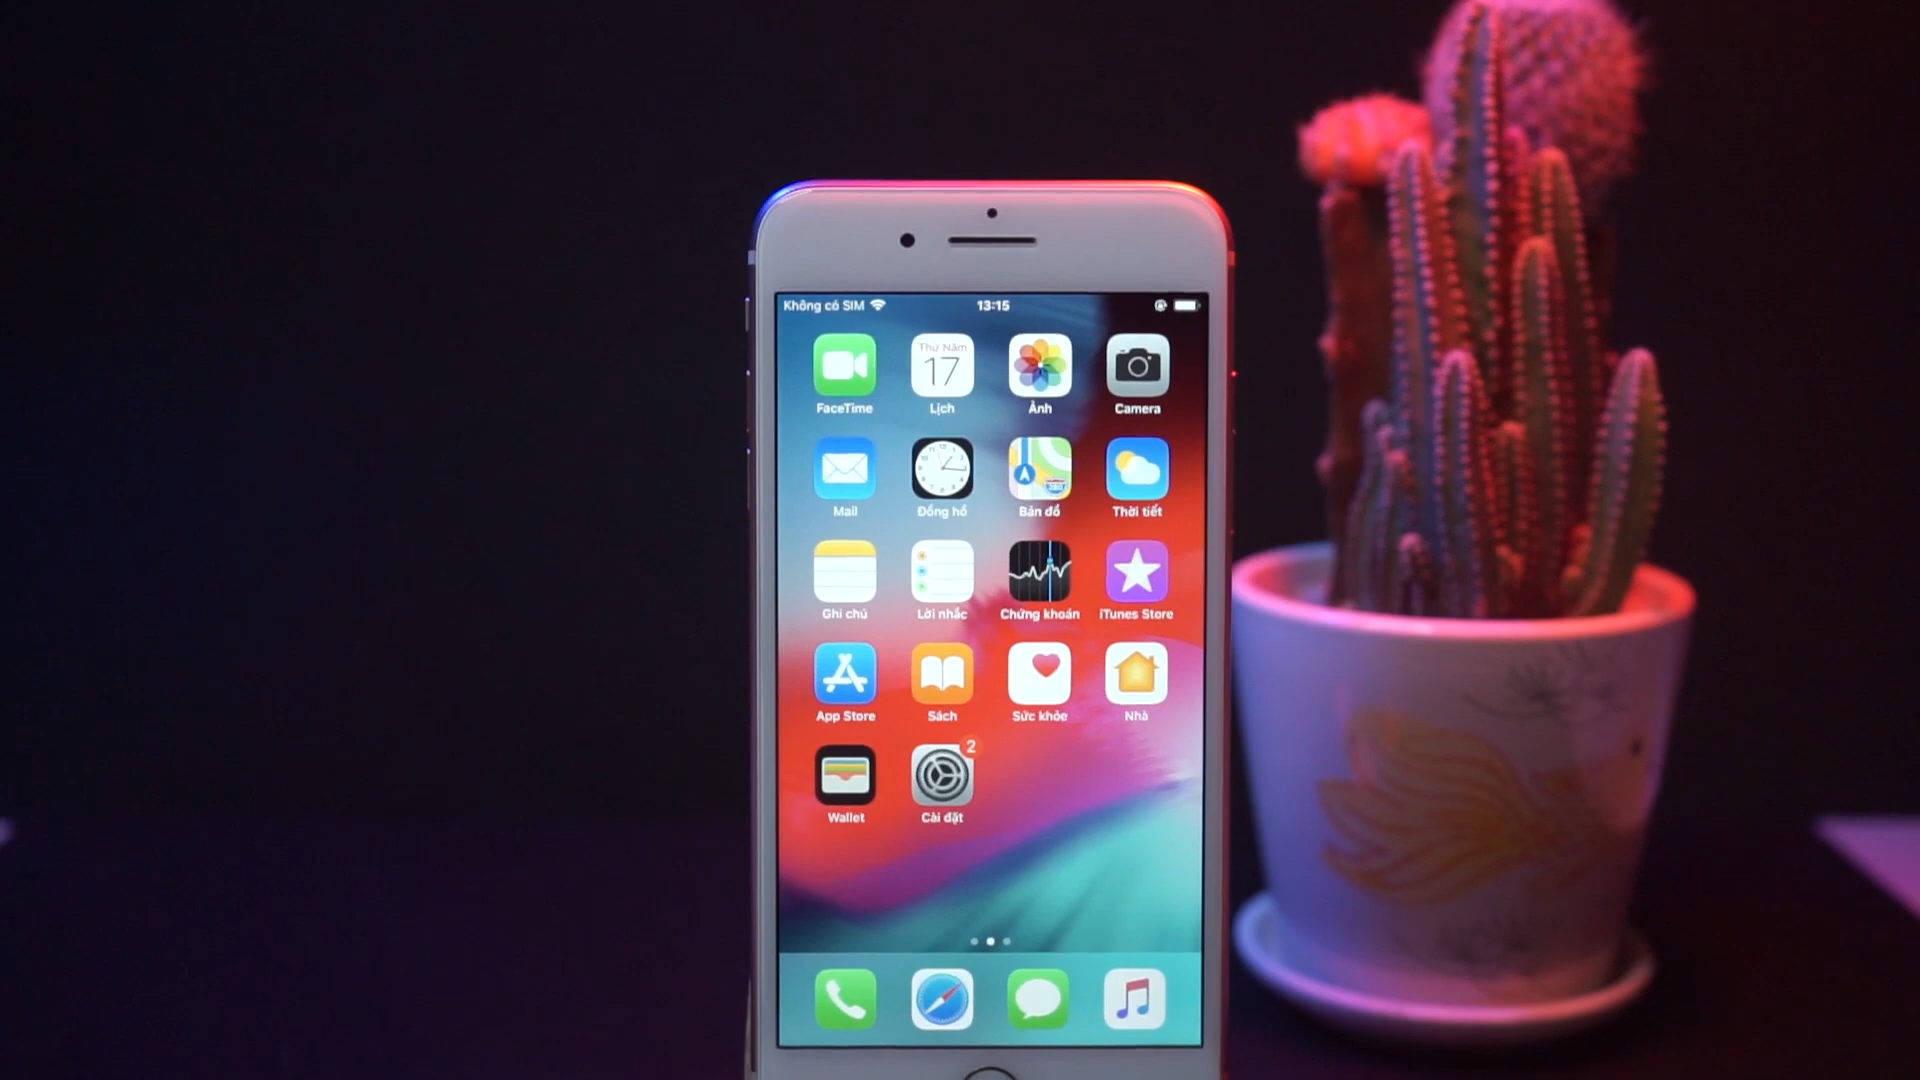 Không có SIM 13:15
Thứ Năm
17
FaceTime Lịch Ảnh Camera
Mail Đồng hồ Bản đồ Thời tiết
Ghi chú Lời nhắc Chứng khoán iTunes Store
App Store Sách Sức khỏe Nhà
2
Wallet Cài đặt